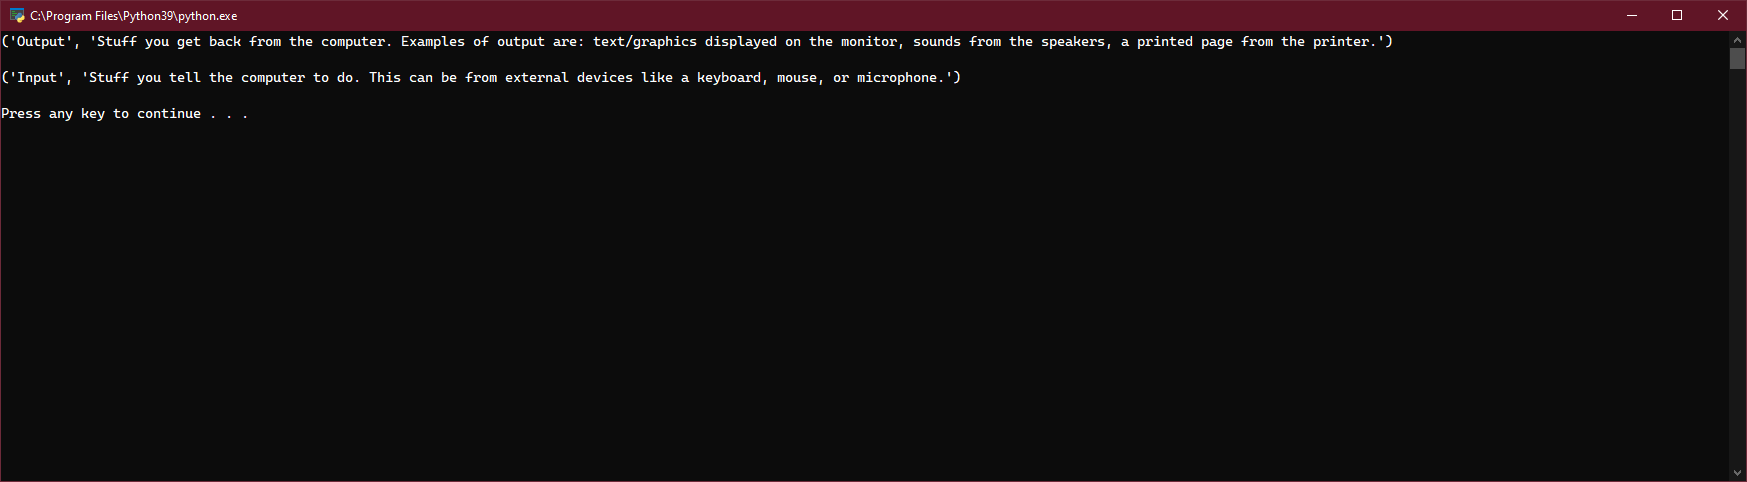 C:\Program Files\Python39\python.exe
('Output', 'Stuff you get back from the computer. Examples of output are: text/graphics displayed on the monitor, sounds from the speakers, a printed page from the printer.')
('Input', 'Stuff you tell the computer to do. This can be from external devices like a keyboard, mouse, or microphone.')
Press any key to continue . . .